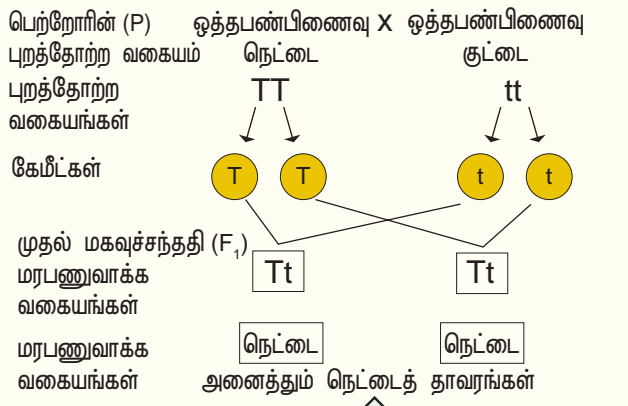 பெற்றோரின் (P) ஒத்தபண்பிணைவு X ஒத்தபண்பிணைவு
புறத்தோற்ற வகையம் நெட்டை குட்டை
புறத்தோற்ற TT tt
வகையங்கள்
கேமீட்கள் T T t t
முதல் மகவுச்சந்ததி (F₁)
மரபணுவாக்க Tt Tt
வகையங்கள்
மரபணுவாக்க நெட்டை நெட்டை
வகையங்கள் அனைத்தும் நெட்டைத் தாவரங்கள்